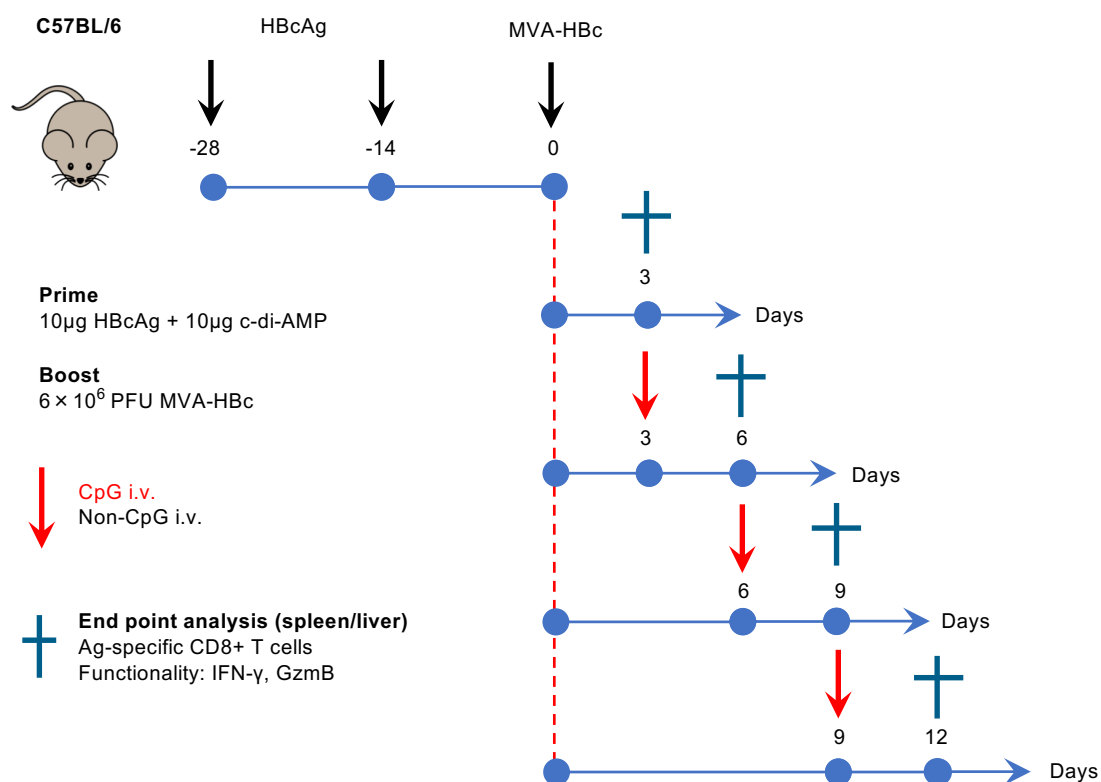 C57BL/6
HBcAg
MVA-HBc
-28
-14
0
3
Days
Prime
10µg HBcAg + 10µg c-di-AMP
Boost
6 × 10⁶ PFU MVA-HBc
3
6
Days
CpG i.v.
Non-CpG i.v.
6
9
Days
End point analysis (spleen/liver)
Ag-specific CD8+ T cells
Functionality: IFN-γ, GzmB
9
12
Days